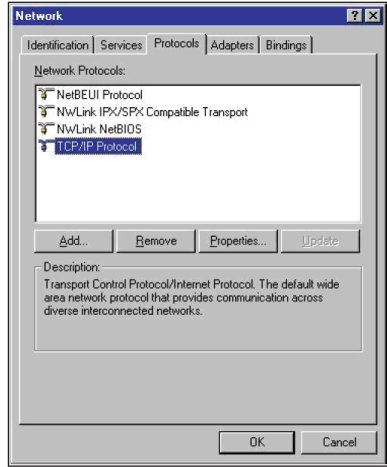 Network
Identification Services Protocols Adapters Bindings
Network Protocols:
NetBEUI Protocol
NWLink IPX/SPX Compatible Transport
NWLink NetBIOS
TCP/IP Protocol
Add... Remove Properties... Update
Description:
Transport Control Protocol/Internet Protocol. The default wide
area network protocol that provides communication across
diverse interconnected networks.
OK Cancel